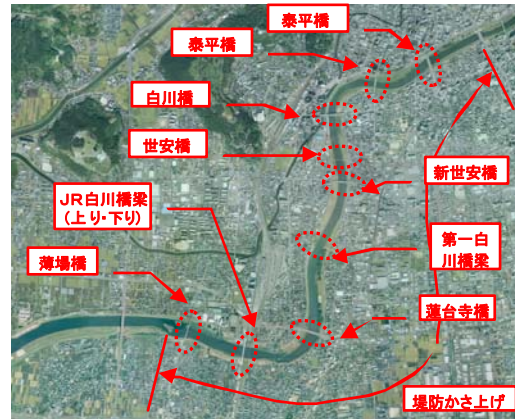 泰平橋
泰平橋
白川橋
世安橋
新世安橋
JR白川橋梁
(上り・下り)
第一白
川橋梁
薄場橋
蓮台寺橋
堤防かさ上げ